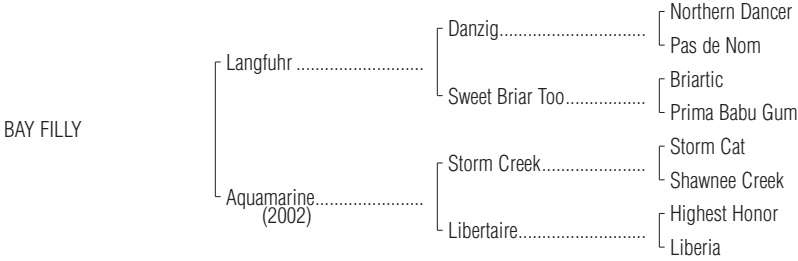 Northern Dancer
Danzig..............................
Pas de Nom
Langfuhr ..........................
Briartic
Sweet Briar Too................
Prima Babu Gum
BAY FILLY
Storm Cat
Storm Creek.....................
Shawnee Creek
Aquamarine......................
(2002)
Highest Honor
Libertaire..........................
Liberia